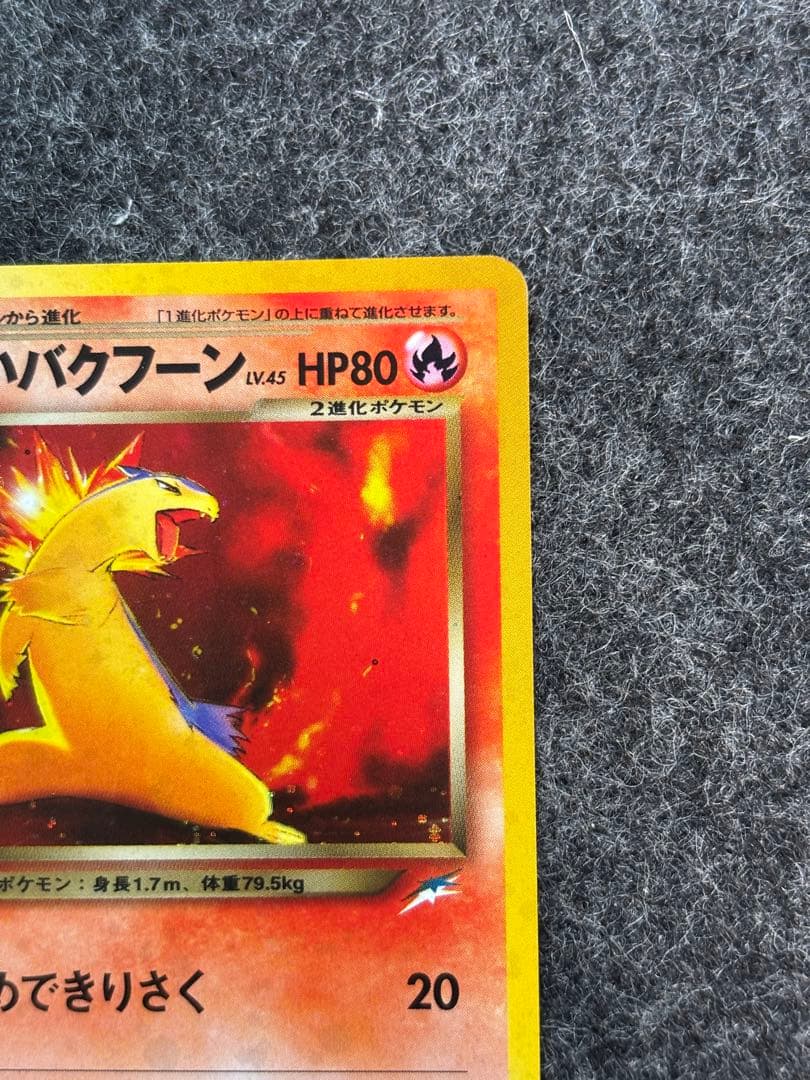 から進化 「1進化ポケモン」の上に重ねて進化させます。
いバクフーン LV.45 HP80
2進化ポケモン
ポケモン：身長1.7m、体重79.5kg
めできりさく 20